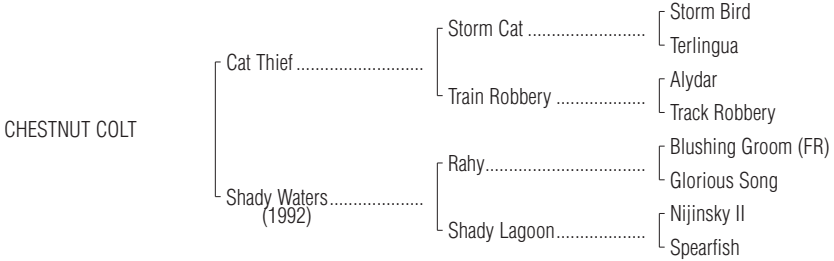 Storm Bird
Storm Cat ........................
Terlingua
Cat Thief ..........................
Alydar
Train Robbery ...................
Track Robbery
CHESTNUT COLT
Blushing Groom (FR)
Rahy..................................
Glorious Song
Shady Waters....................
(1992)
Nijinsky II
Shady Lagoon...................
Spearfish